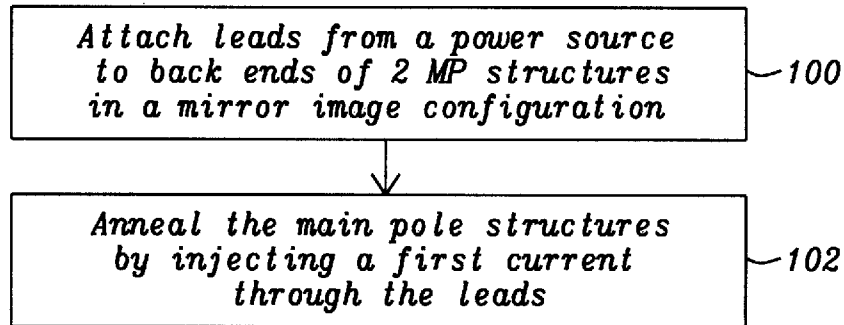 Attach leads from a power source
to back ends of 2 MP structures
in a mirror image configuration
100
Anneal the main pole structures
by injecting a first current
through the leads
102